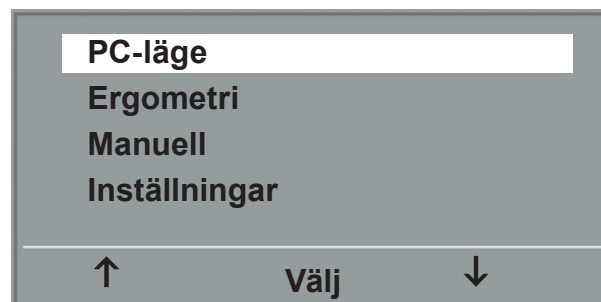 PC-läge
Ergometri
Manuell
Inställningar
↑ Välj ↓